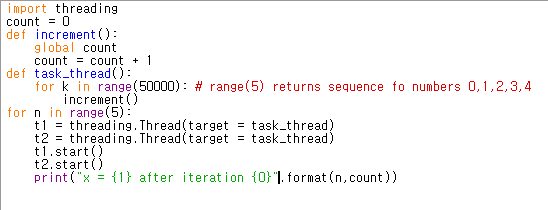 import threading
count = 0
def increment():
    global count
    count = count + 1
def task_thread():
    for k in range(50000): # range(5) returns sequence fo numbers 0,1,2,3,4
        increment()
for n in range(5):
    t1 = threading.Thread(target = task_thread)
    t2 = threading.Thread(target = task_thread)
    t1.start()
    t2.start()
    print("x = {1} after iteration {0}".format(n,count))